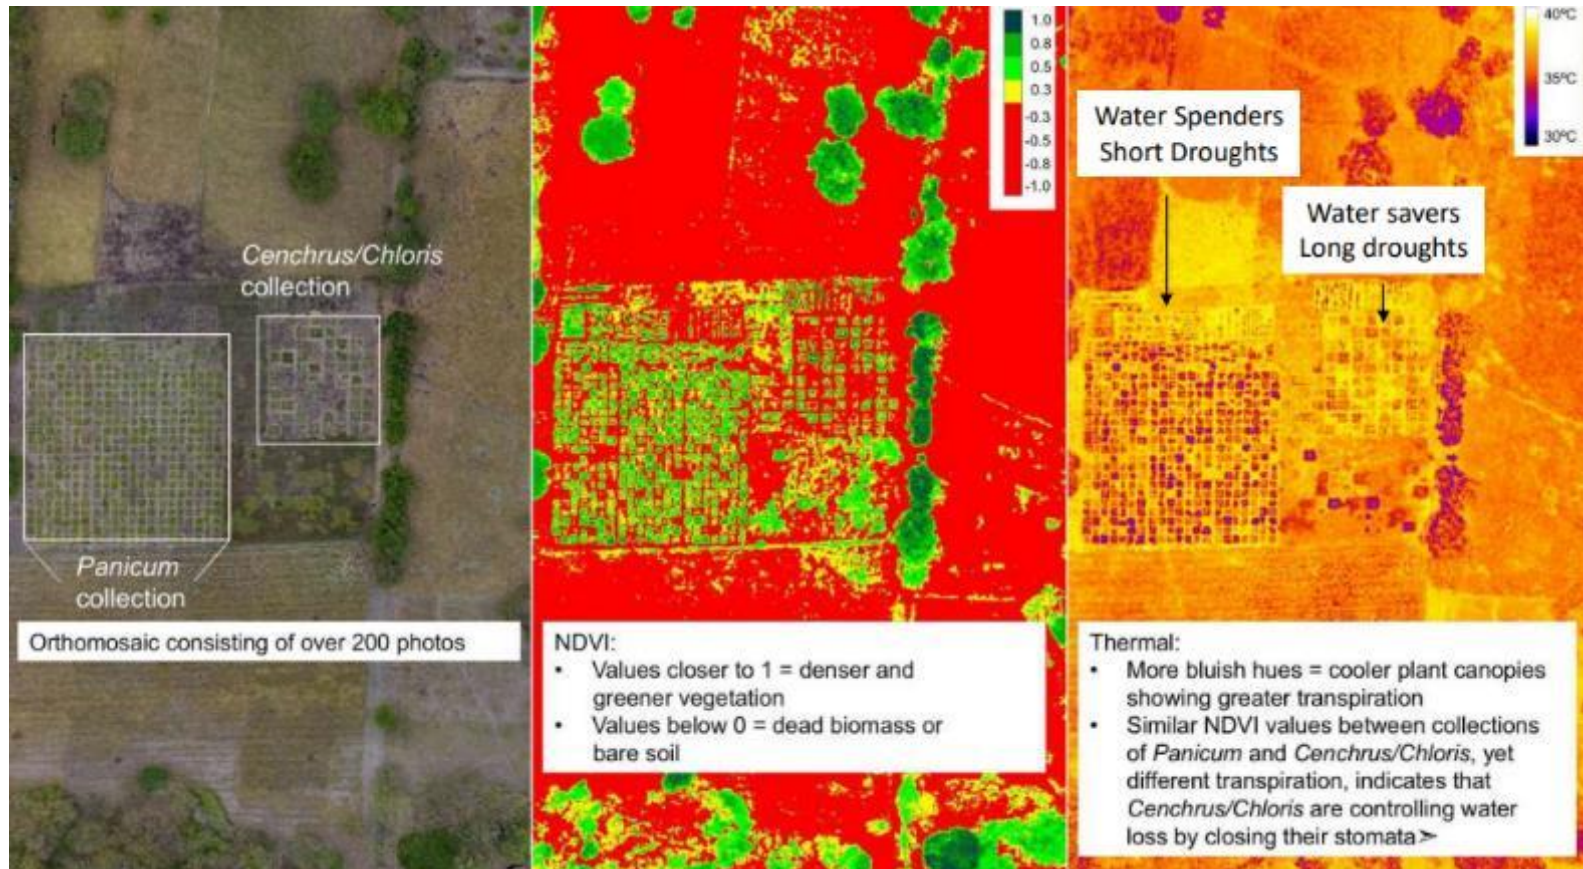 Cenchrus/Chloris
collection
Panicum
collection
Orthomosaic consisting of over 200 photos
1.0
0.8
0.5
0.3
-0.3
-0.5
-0.8
-1.0
NDVI:
• Values closer to 1 = denser and
greener vegetation
• Values below 0 = dead biomass or
bare soil
40ºC
35ºC
30ºC
Water Spenders
Short Droughts
Water savers
Long droughts
Thermal:
• More bluish hues = cooler plant canopies
showing greater transpiration
• Similar NDVI values between collections
of Panicum and Cenchrus/Chloris, yet
different transpiration, indicates that
Cenchrus/Chloris are controlling water
loss by closing their stomata➣